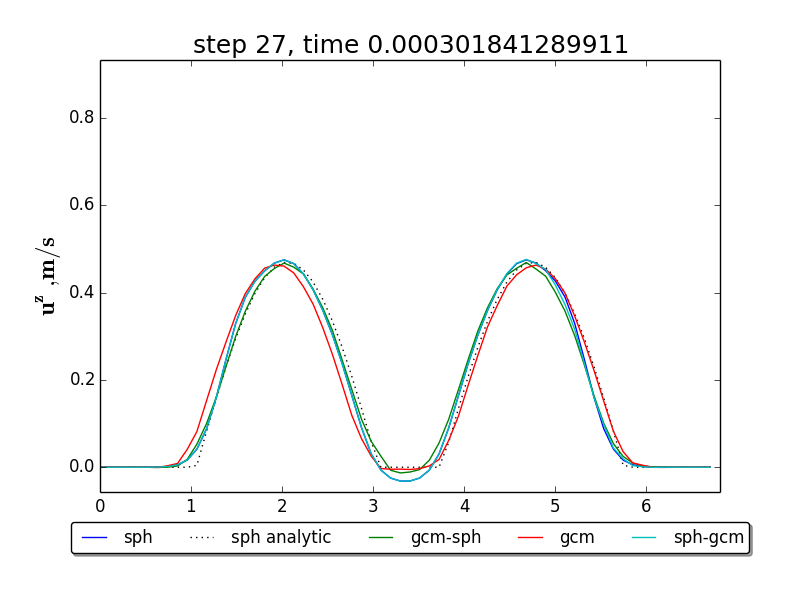 step 27, time 0.000301841289911
0.8
0.6
0.4
0.2
0.0
u^z ,m/s
0 1 2 3 4 5 6
sph sph analytic gcm-sph gcm sph-gcm